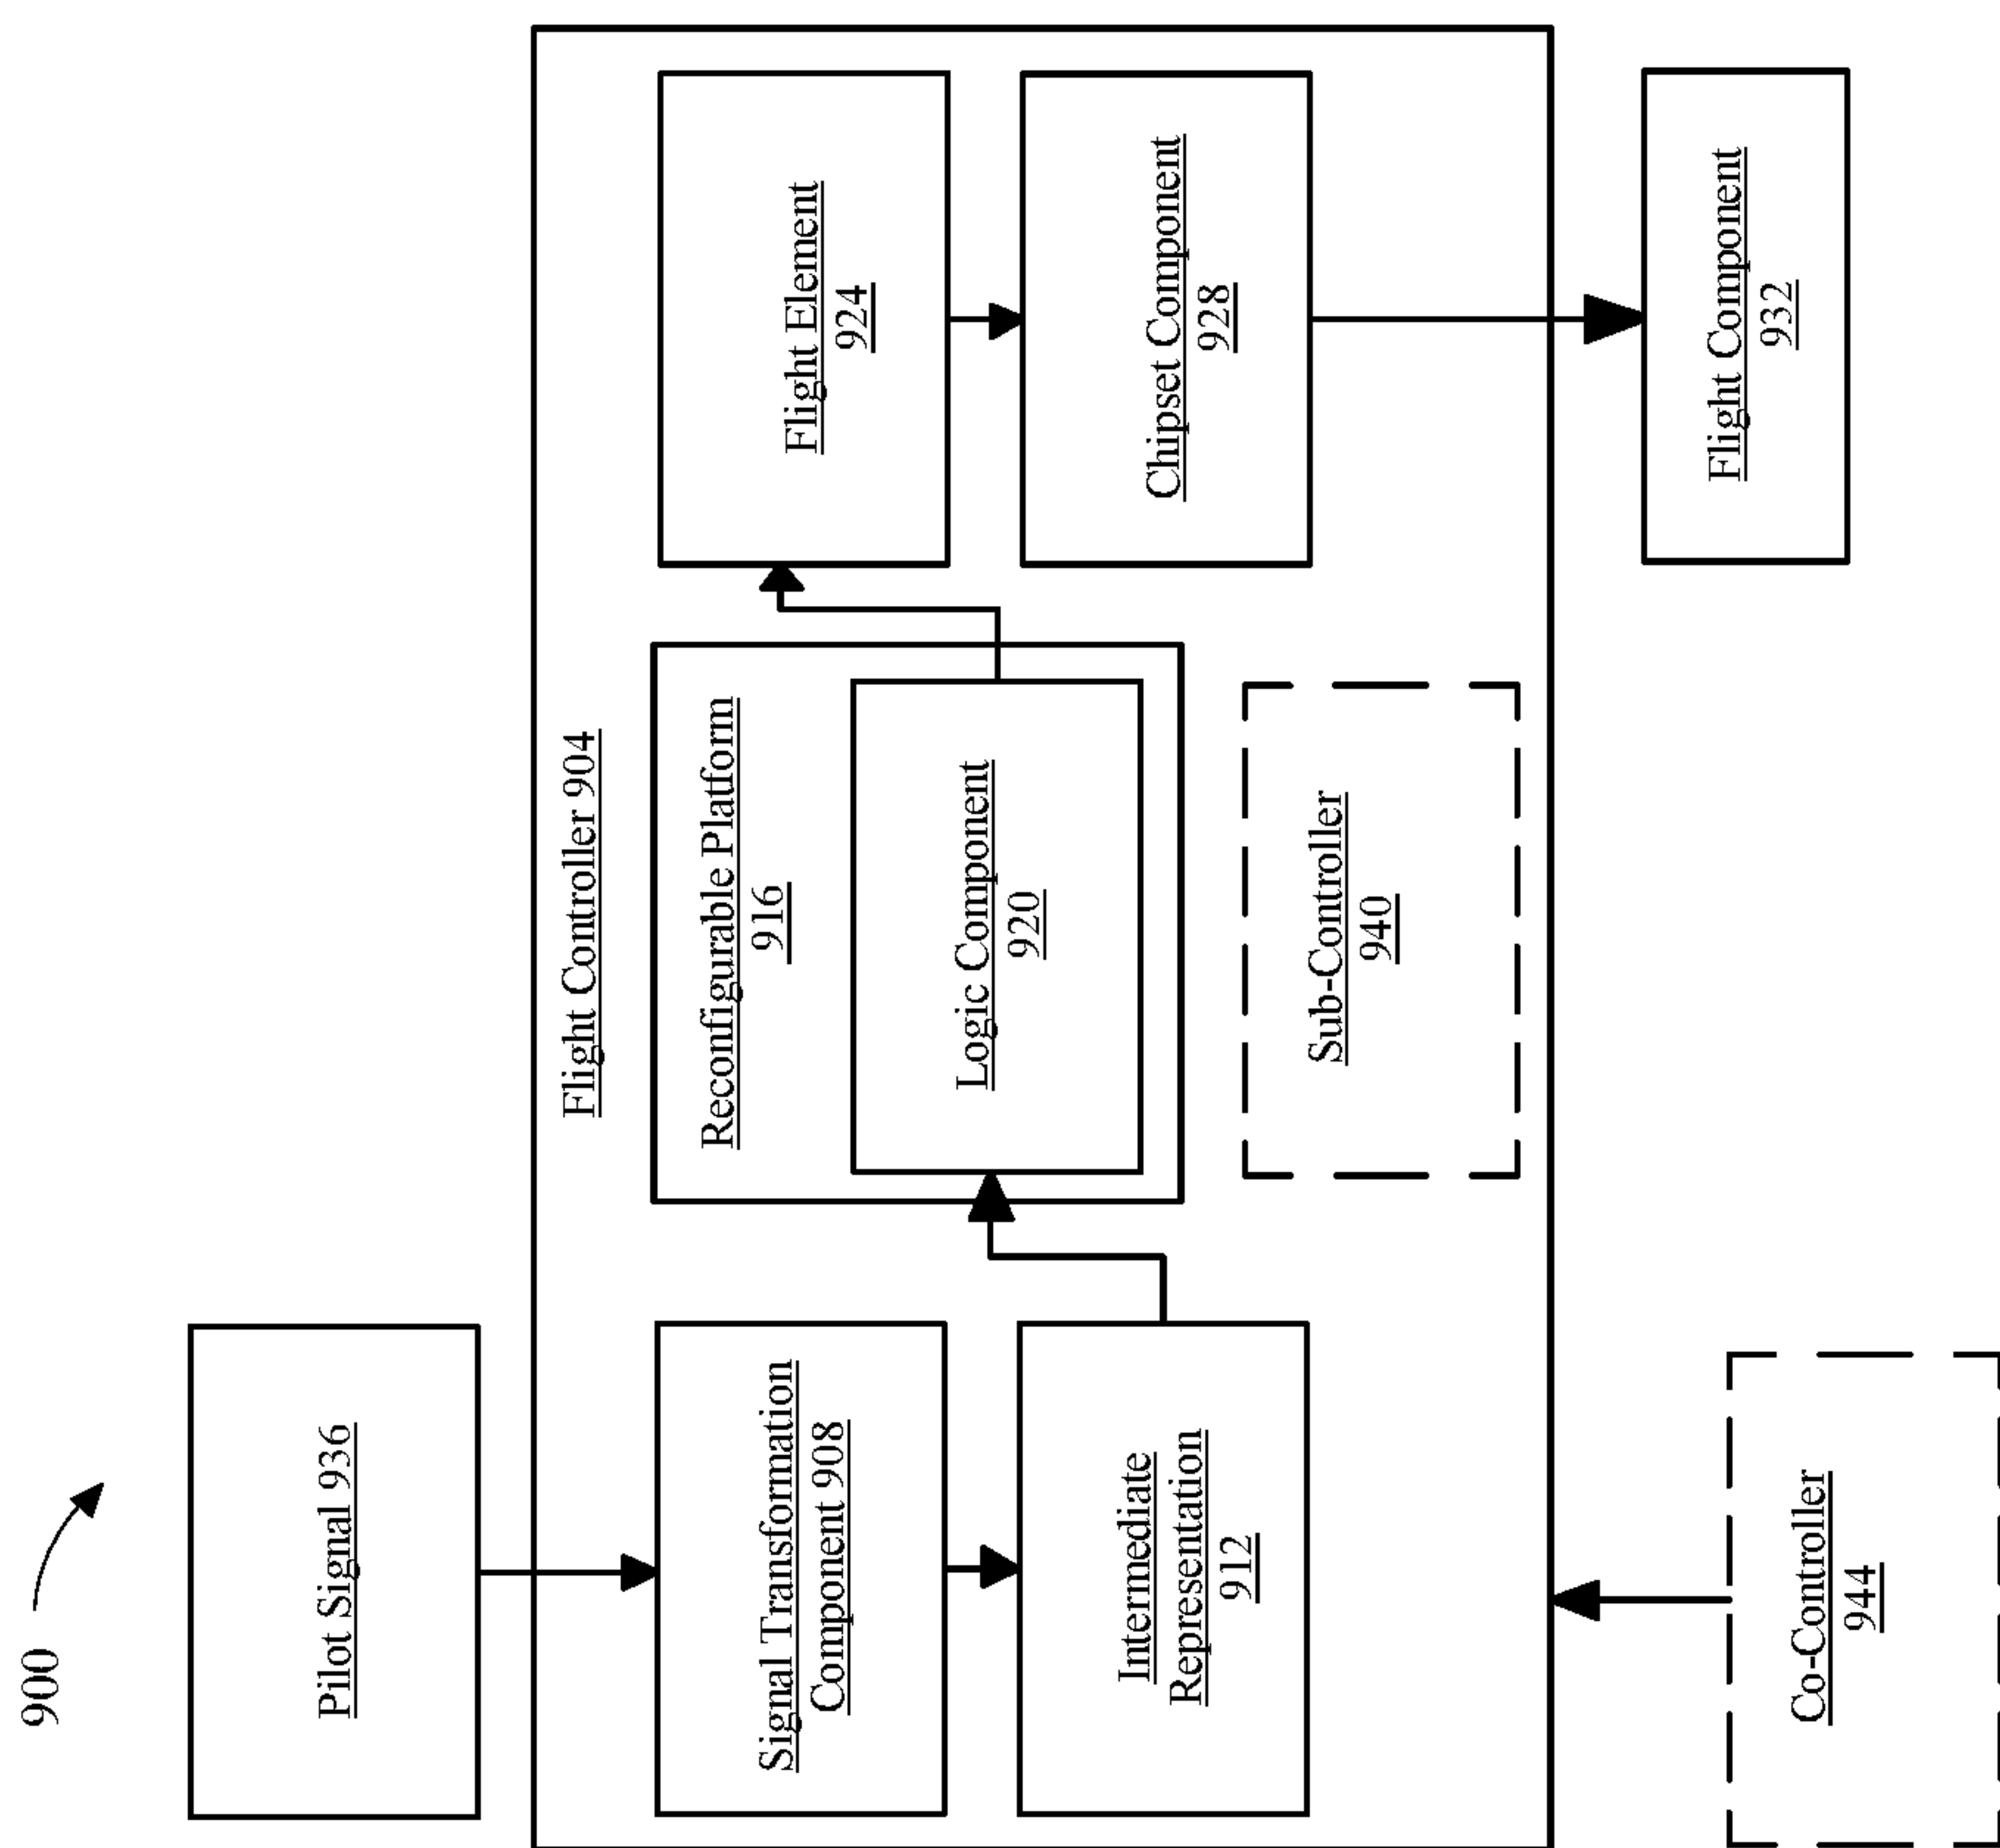 900
Pilot Signal 936
Flight Controller 904
Signal Transformation
Component 908
Intermediate
Representation
912
Reconfigurable Platform
916
Logic Component
920
Sub-Controller
940
Flight Element
924
Chipset Component
928
Co-Controller
944
Flight Component
932